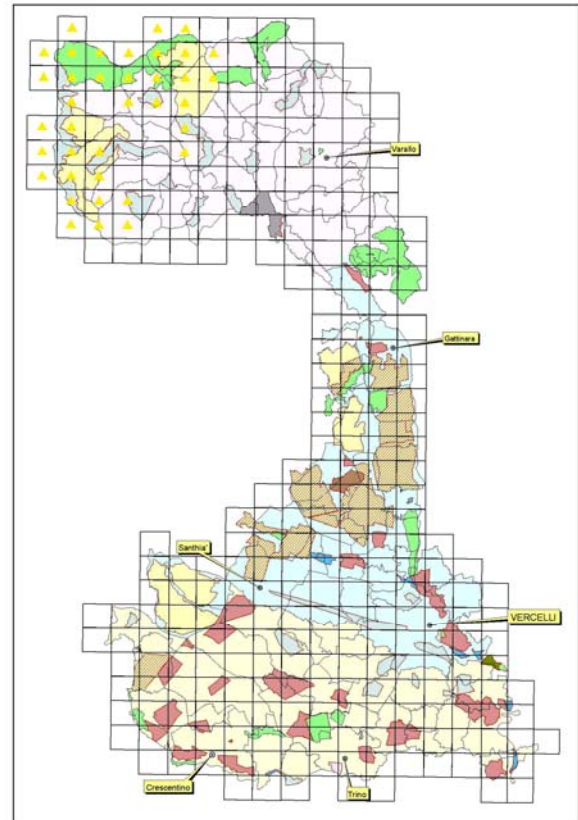 Varallo
Gattinara
Santhia'
VERCELLI
Crescentino
Trino